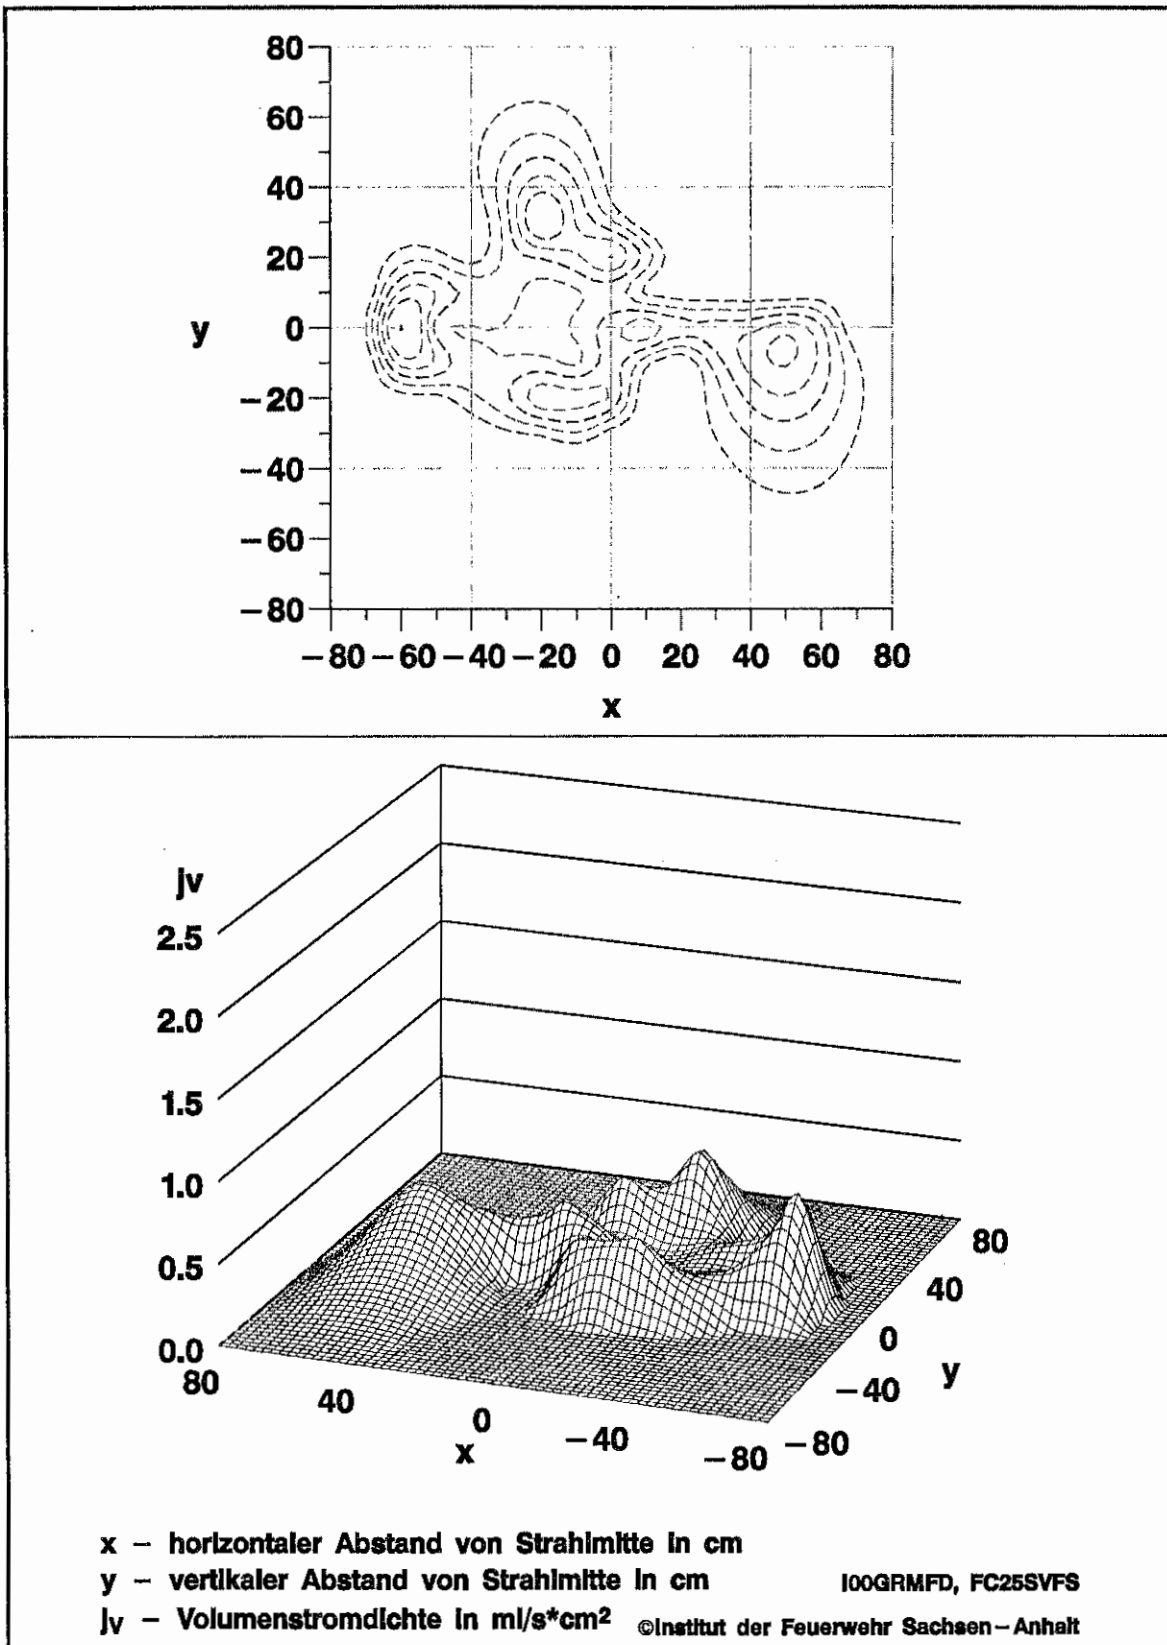 80
60
40
20
y 0
−20
−40
−60
−80
−80 −60 −40 −20 0 20 40 60 80
x
jv
2.5
2.0
1.5
1.0
0.5
0.0
80 40 0 −40 −80
x
80
40
0
−40
−80
y
x − horizontaler Abstand von Strahlmitte in cm
y − vertikaler Abstand von Strahlmitte in cm I00GRMFD, FC25SVFS
jv − Volumenstromdichte in ml/s*cm² ©Institut der Feuerwehr Sachsen−Anhalt